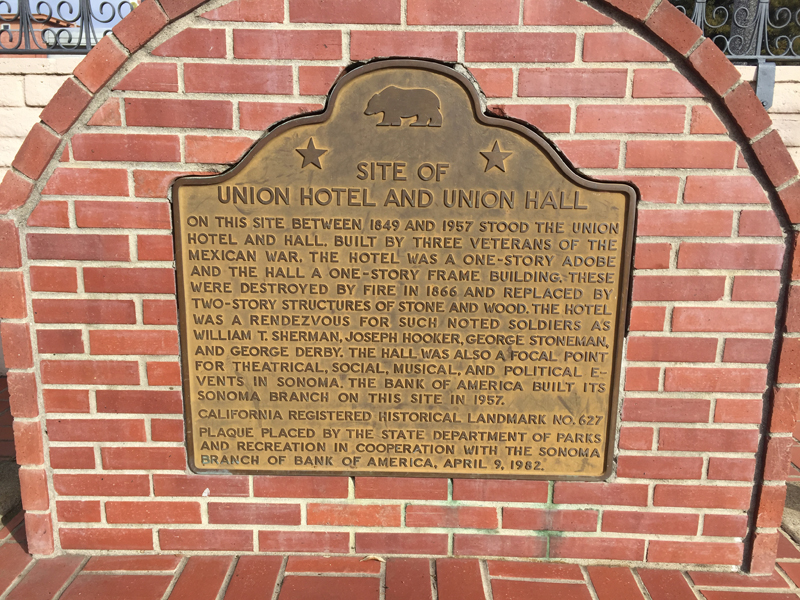 SITE OF
UNION HOTEL AND UNION HALL
ON THIS SITE BETWEEN 1849 AND 1957 STOOD THE UNION
HOTEL AND HALL, BUILT BY THREE VETERANS OF THE
MEXICAN WAR. THE HOTEL WAS A ONE-STORY ADOBE
AND THE HALL A ONE-STORY FRAME BUILDING. THESE
WERE DESTROYED BY FIRE IN 1866 AND REPLACED BY
TWO-STORY STRUCTURES OF STONE AND WOOD. THE HOTEL
WAS A RENDEZVOUS FOR SUCH NOTED SOLDIERS AS
WILLIAM T. SHERMAN, JOSEPH HOOKER, GEORGE STONEMAN,
AND GEORGE DERBY. THE HALL WAS ALSO A FOCAL POINT
FOR THEATRICAL, SOCIAL, MUSICAL, AND POLITICAL E-
VENTS IN SONOMA. THE BANK OF AMERICA BUILT ITS
SONOMA BRANCH ON THIS SITE IN 1957.
CALIFORNIA REGISTERED HISTORICAL LANDMARK NO. 627
PLAQUE PLACED BY THE STATE DEPARTMENT OF PARKS
AND RECREATION IN COOPERATION WITH THE SONOMA
BRANCH OF BANK OF AMERICA, APRIL 9, 1982.